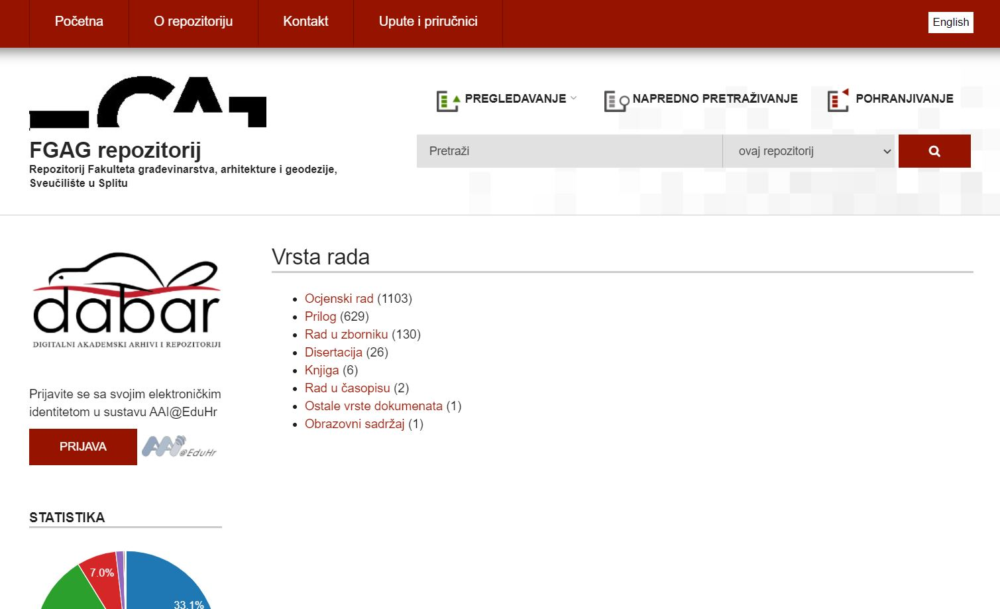 Početna
O repozitoriju
Kontakt
Upute i priručnici
English
FGAG repozitorij
Repozitorij Fakulteta građevinarstva, arhitekture i geodezije,
Sveučilište u Splitu
PREGLEDAVANJE
NAPREDNO PRETRAŽIVANJE
POHRANJIVANJE
Pretraži
ovaj repozitorij
dabar
DIGITALNI AKADEMSKI ARHIVI I REPOZITORIJI
Prijavite se sa svojim elektroničkim
identitetom u sustavu AAI@EduHr
PRIJAVA
AAI@EduHr
STATISTIKA
7.0%
33.1%
Vrsta rada
Ocjenski rad (1103)
Prilog (629)
Rad u zborniku (130)
Disertacija (26)
Knjiga (6)
Rad u časopisu (2)
Ostale vrste dokumenata (1)
Obrazovni sadržaj (1)